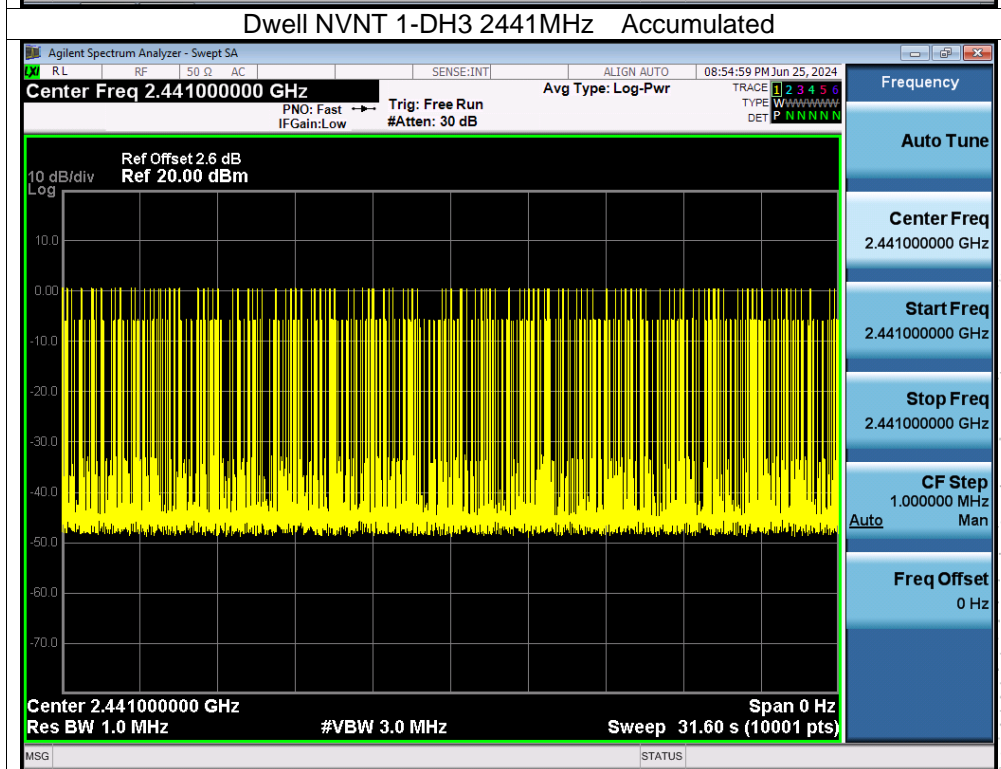 Dwell NVNT 1-DH3 2441MHz Accumulated
Agilent Spectrum Analyzer - Swept SA
LXI RL RF 50 Ω AC SENSE:INT ALIGN AUTO 08:54:59 PM Jun 25, 2024
Center Freq 2.441000000 GHz
PNO: Fast
IFGain:Low
Trig: Free Run
#Atten: 30 dB
Avg Type: Log-Pwr
TRACE 1 2 3 4 5 6
TYPE WWWWWWW
DET P N N N N N
Ref Offset 2.6 dB
10 dB/div Ref 20.00 dBm
Log
10.0
0.00
-10.0
-20.0
-30.0
-40.0
-50.0
-60.0
-70.0
Center 2.441000000 GHz Span 0 Hz
Res BW 1.0 MHz #VBW 3.0 MHz Sweep 31.60 s (10001 pts)
MSG STATUS
Frequency
Auto Tune
Center Freq
2.441000000 GHz
Start Freq
2.441000000 GHz
Stop Freq
2.441000000 GHz
CF Step
1.000000 MHz
Auto Man
Freq Offset
0 Hz